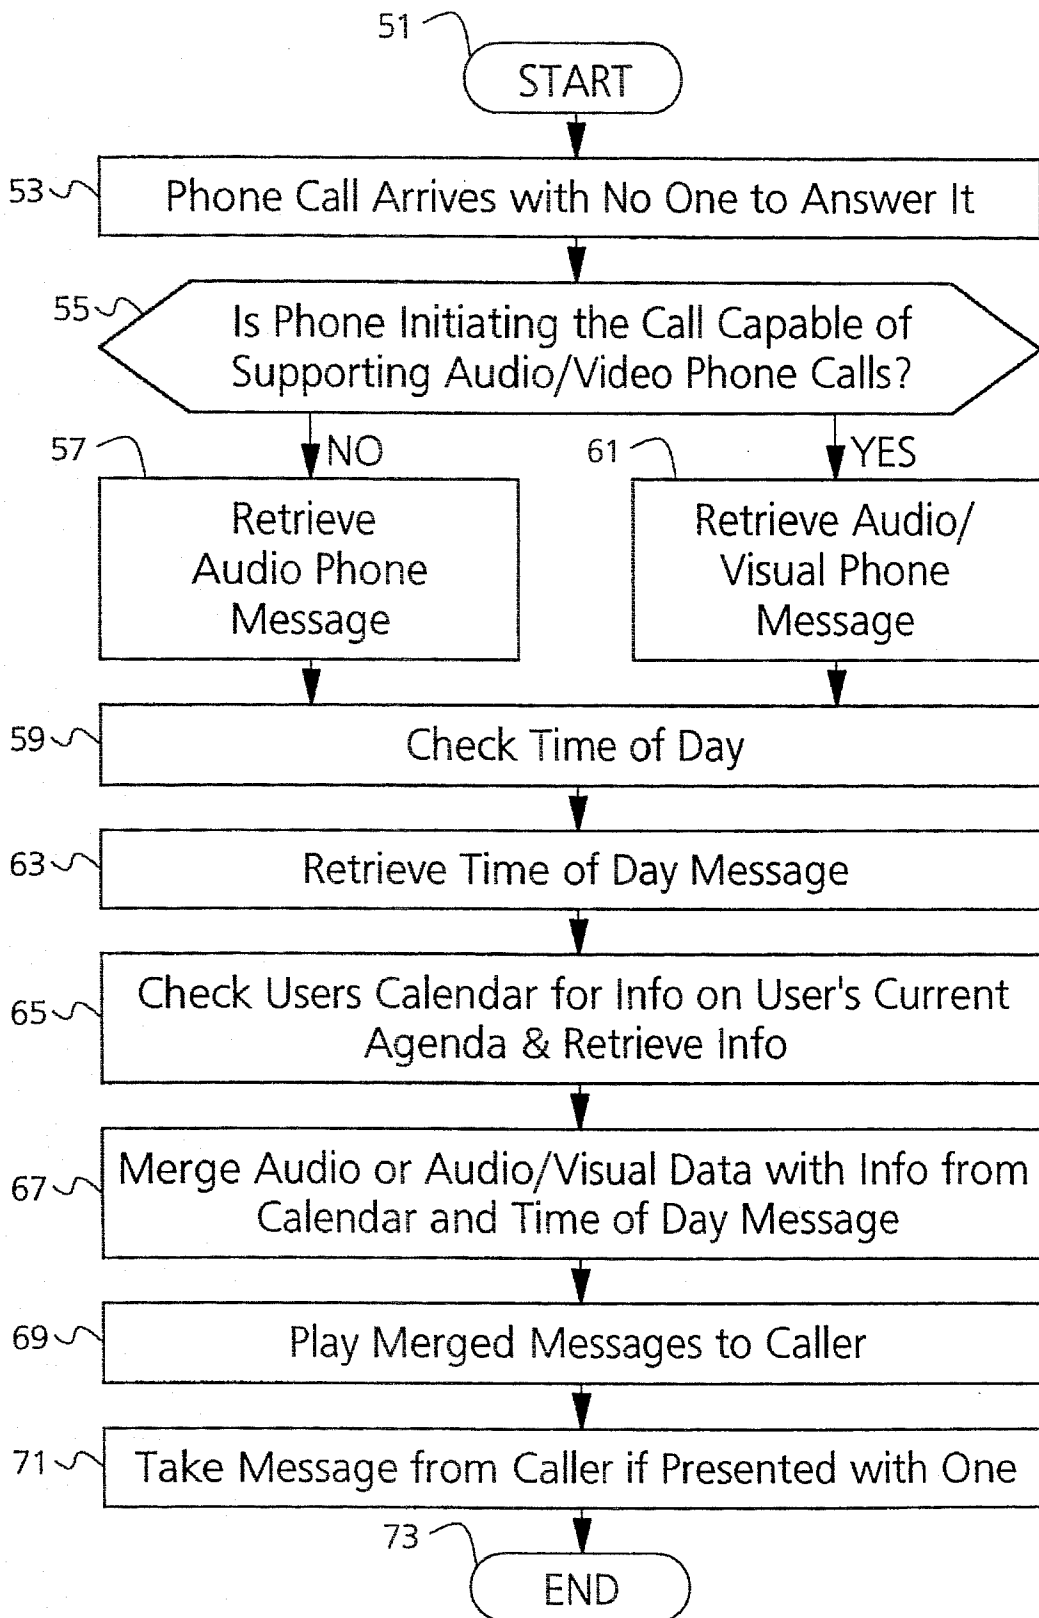 51
START
53
Phone Call Arrives with No One to Answer It
55
Is Phone Initiating the Call Capable of
Supporting Audio/Video Phone Calls?
57
NO
61
YES
Retrieve
Audio Phone
Message
Retrieve Audio/
Visual Phone
Message
59
Check Time of Day
63
Retrieve Time of Day Message
65
Check Users Calendar for Info on User's Current
Agenda & Retrieve Info
67
Merge Audio or Audio/Visual Data with Info from
Calendar and Time of Day Message
69
Play Merged Messages to Caller
71
Take Message from Caller if Presented with One
73
END